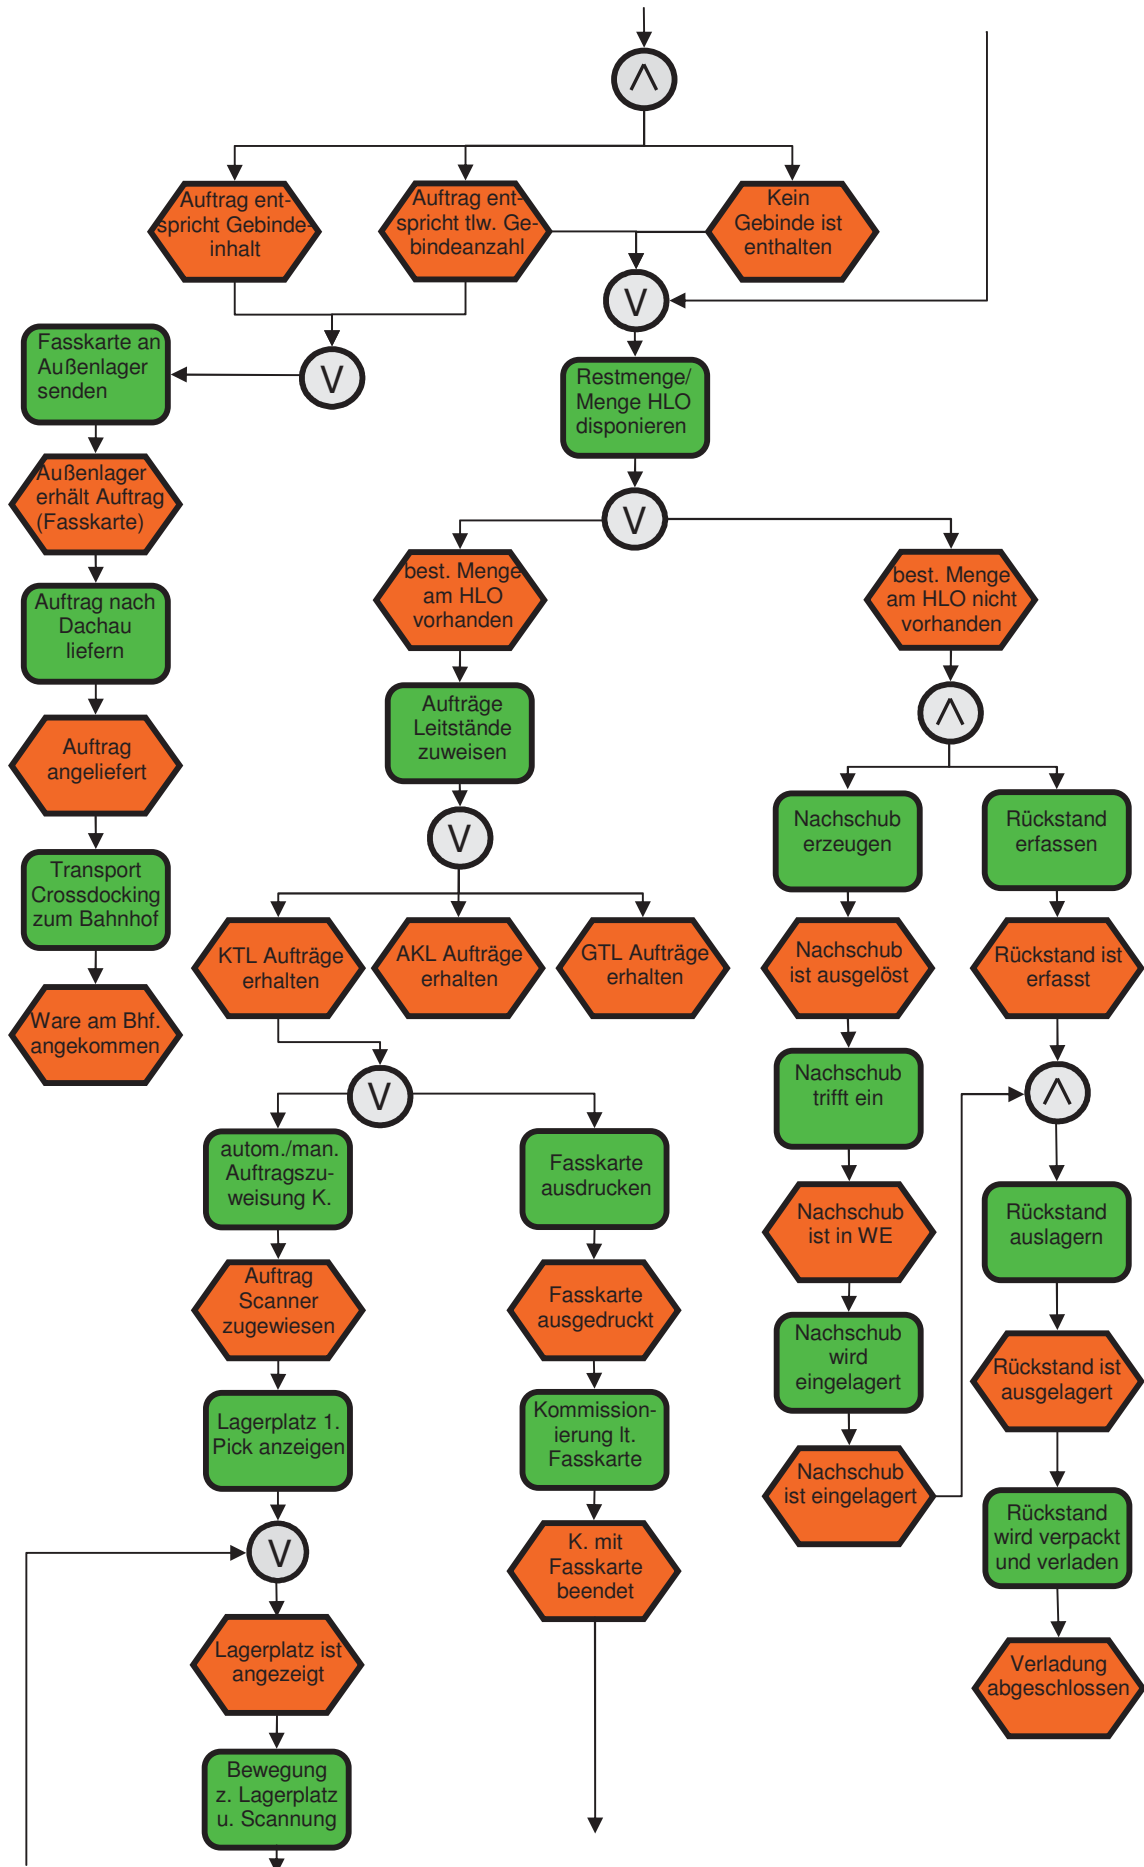 Auftrag ent-
spricht Gebinde-
inhalt
Auftrag ent-
spricht tlw. Ge-
bindeanzahl
Kein
Gebinde ist
enthalten
V
Fasskarte an
Außenlager
senden
V
Restmenge/
Menge HLO
disponieren
Außenlager
erhält Auftrag
(Fasskarte)
V
Auftrag nach
Dachau
liefern
best. Menge
am HLO
vorhanden
best. Menge
am HLO nicht
vorhanden
Aufträge
Leitstände
zuweisen
Auftrag
angeliefert
V
Nachschub
erzeugen
Rückstand
erfassen
Transport
Crossdocking
zum Bahnhof
KTL Aufträge
erhalten
AKL Aufträge
erhalten
GTL Aufträge
erhalten
Nachschub
ist ausgelöst
Rückstand ist
erfasst
Ware am Bhf.
angekommen
V
Nachschub
trifft ein
autom./man.
Auftragszu-
weisung K.
Fasskarte
ausdrucken
Nachschub
ist in WE
Rückstand
auslagern
Auftrag
Scanner
zugewiesen
Fasskarte
ausgedruckt
Nachschub
wird
eingelagert
Rückstand ist
ausgelagert
Lagerplatz 1.
Pick anzeigen
Kommission-
ierung lt.
Fasskarte
Nachschub
ist eingelagert
V
K. mit
Fasskarte
beendet
Rückstand
wird verpackt
und verladen
Lagerplatz ist
angezeigt
Verladung
abgeschlossen
Bewegung
z. Lagerplatz
u. Scannung